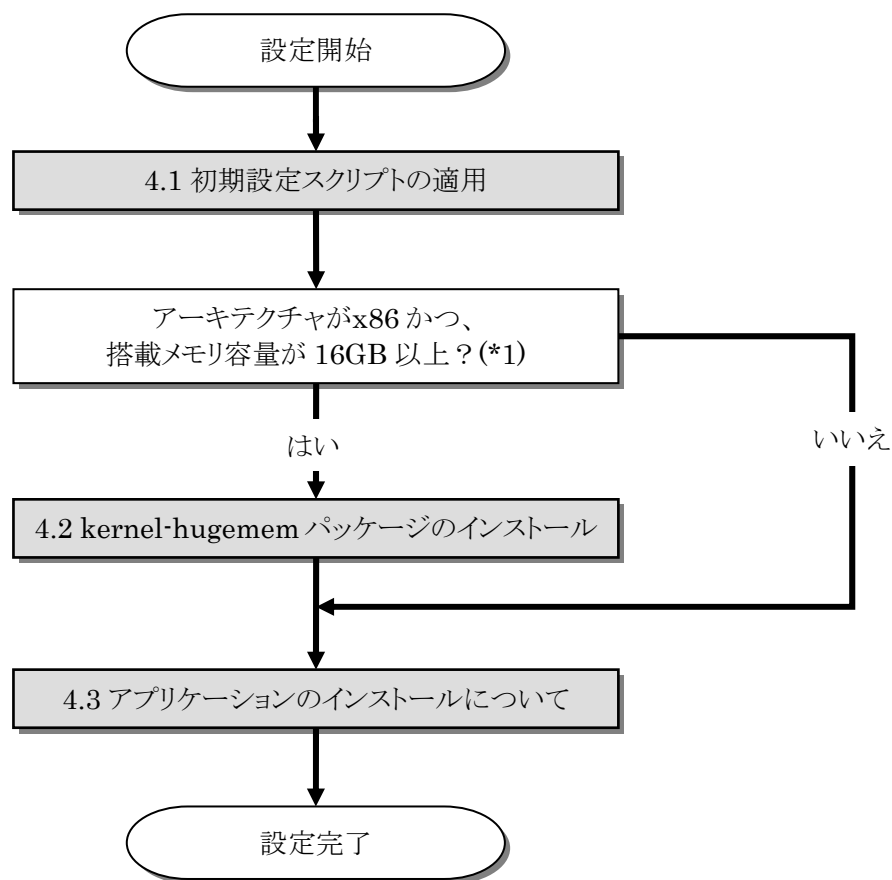 設定開始
4.1 初期設定スクリプトの適用
アーキテクチャがx86 かつ、
搭載メモリ容量が 16GB 以上？(*1)
はい
いいえ
4.2 kernel-hugemem パッケージのインストール
4.3 アプリケーションのインストールについて
設定完了